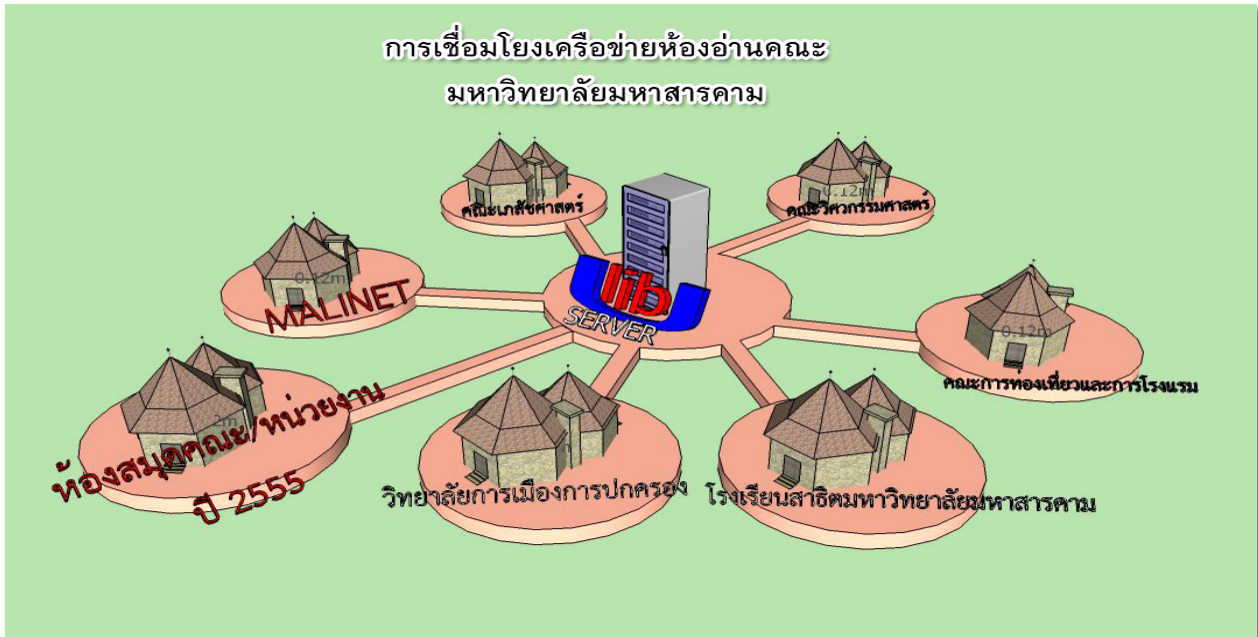 การเชื่อมโยงเครือข่ายห้องอ่านคณะ
มหาวิทยาลัยมหาสารคาม
คณะเภสัชศาสตร์
0.12m
คณะวิศวกรรมศาสตร์
0.12m
MALINET
lib
SERVER
0.12m
คณะการทองเที่ยวและการโรงแรม
2m
ห้องสมุดคณะ/หน่วยงาน
ปี 2555
วิทยาลัยการเมืองการปกครอง
โรงเรียนสาธิตมหาวิทยาลัยมหาสารคาม